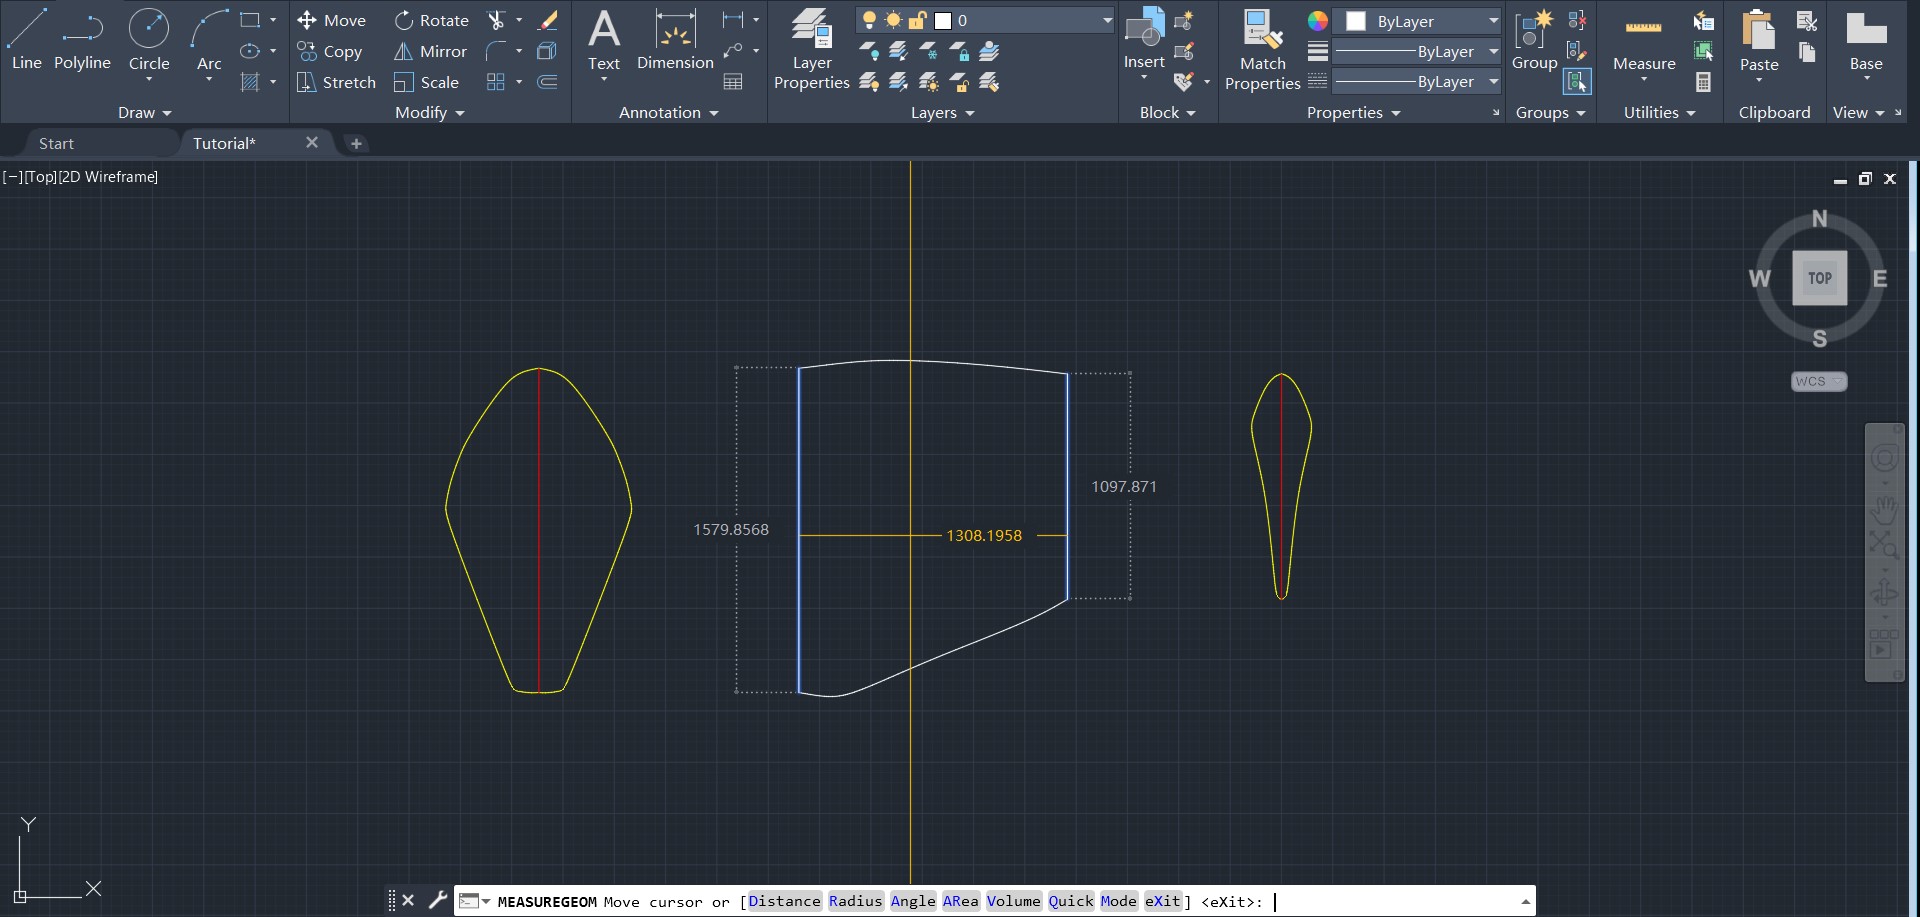 Move
Rotate
0
ByLayer
Copy
Mirror
ByLayer
Line
Polyline
Circle
Arc
Text
Dimension
Layer
Properties
Insert
Match
Properties
Group
Measure
Paste
Base
Stretch
Scale
ByLayer
Draw
Modify
Annotation
Layers
Block
Properties
Groups
Utilities
Clipboard
View
Start
Tutorial*
[−][Top][2D Wireframe]
N
W
TOP
E
S
WCS
1097.871
1579.8568
1308.1958
Y
X
MEASUREGEOM Move cursor or [Distance Radius Angle ARea Volume Quick Mode eXit] <eXit>: